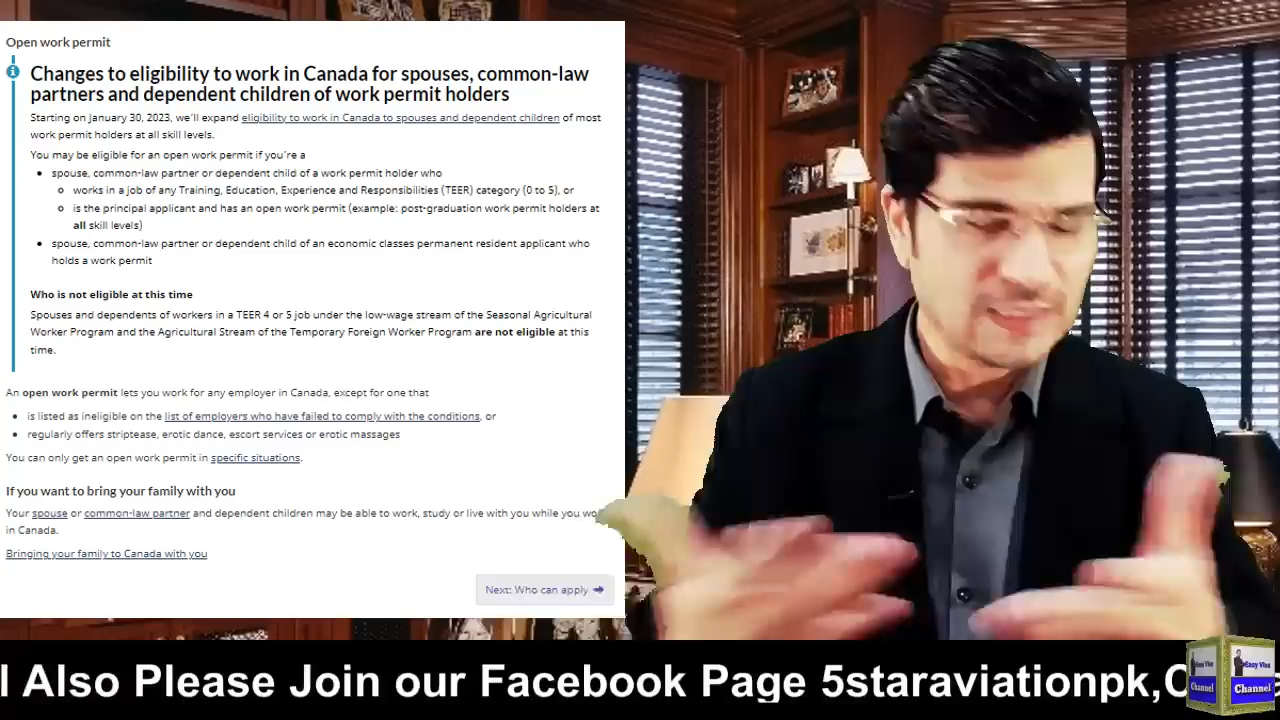 Open work permit
Changes to eligibility to work in Canada for spouses, common-law
partners and dependent children of work permit holders
Starting on January 30, 2023, we'll expand eligibility to work in Canada to spouses and dependent children of most
work permit holders at all skill levels.
You may be eligible for an open work permit if you're a
spouse, common-law partner or dependent child of a work permit holder who
works in a job of any Training, Education, Experience and Responsibilities (TEER) category (0 to 5), or
is the principal applicant and has an open work permit (example: post-graduation work permit holders at
all skill levels)
spouse, common-law partner or dependent child of an economic classes permanent resident applicant who
holds a work permit
Who is not eligible at this time
Spouses and dependents of workers in a TEER 4 or 5 job under the low-wage stream of the Seasonal Agricultural
Worker Program and the Agricultural Stream of the Temporary Foreign Worker Program are not eligible at this
time.
An open work permit lets you work for any employer in Canada, except for one that
is listed as ineligible on the list of employers who have failed to comply with the conditions, or
regularly offers striptease, erotic dance, escort services or erotic massages
You can only get an open work permit in specific situations.
If you want to bring your family with you
Your spouse or common-law partner and dependent children may be able to work, study or live with you while you wo
in Canada.
Bringing your family to Canada with you
Next: Who can apply
l Also Please Join our Facebook Page 5staraviationpk,C
Easy Visa
Channel
Channel